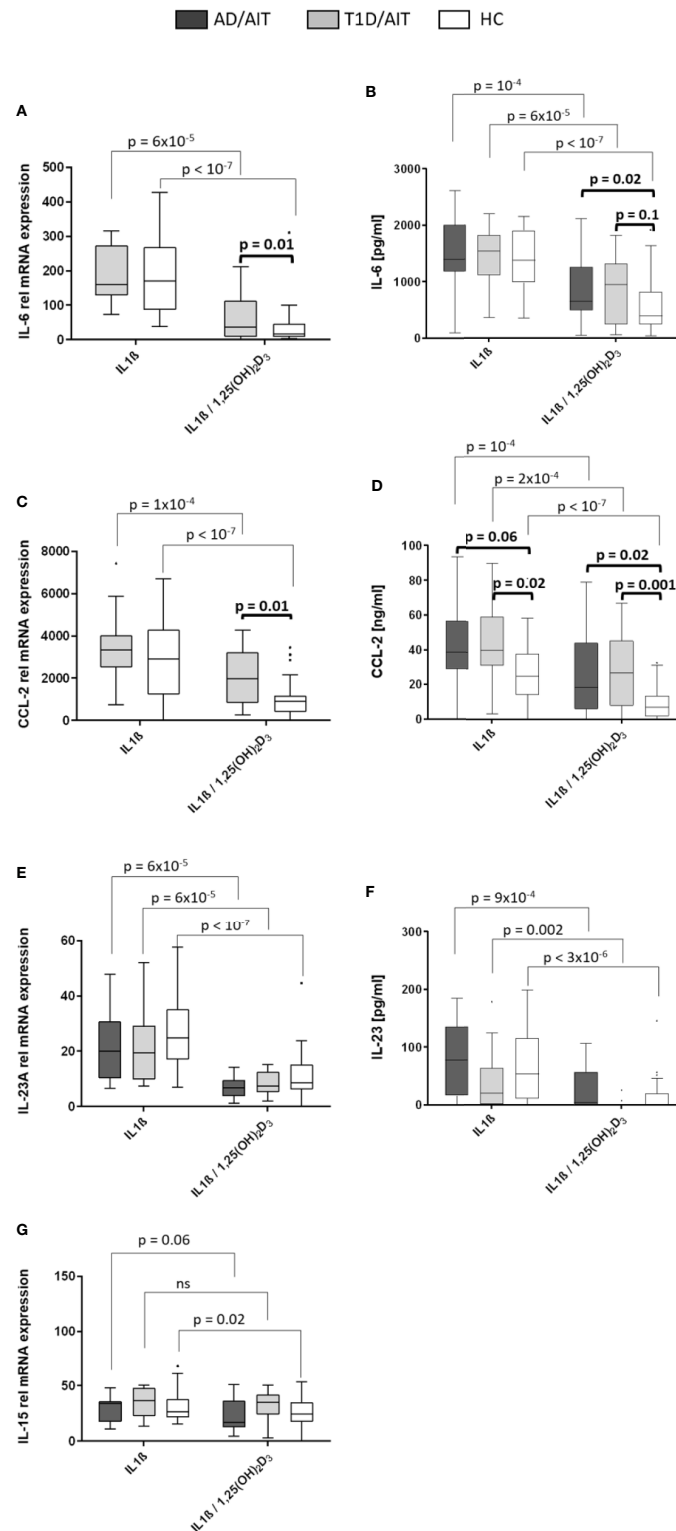 AD/AIT T1D/AIT HC
A
p = 6x10⁻⁵
p < 10⁻⁷
p = 0.01
IL-6 rel mRNA expression
500
400
300
200
100
0
IL1ß
IL1ß / 1,25(OH)₂D₃
B
p = 10⁻⁴
p = 6x10⁻⁵
p < 10⁻⁷
p = 0.02
p = 0.1
IL-6 [pg/ml]
3000
2000
1000
0
IL1ß
IL1ß / 1,25(OH)₂D₃
C
p = 1x10⁻⁴
p < 10⁻⁷
p = 0.01
CCL-2 rel mRNA expression
8000
6000
4000
2000
0
IL1ß
IL1ß / 1,25(OH)₂D₃
D
p = 10⁻⁴
p = 2x10⁻⁴
p < 10⁻⁷
p = 0.06
p = 0.02
p = 0.02
p = 0.001
CCL-2 [ng/ml]
100
80
60
40
20
0
IL1ß
IL1ß / 1,25(OH)₂D₃
E
p = 6x10⁻⁵
p = 6x10⁻⁵
p < 10⁻⁷
IL-23A rel mRNA expression
60
40
20
0
IL1ß
IL1ß / 1,25(OH)₂D₃
F
p = 9x10⁻⁴
p = 0.002
p < 3x10⁻⁶
IL-23 [pg/ml]
300
200
100
0
IL1ß
IL1ß / 1,25(OH)₂D₃
G
p = 0.06
ns
p = 0.02
IL-15 rel mRNA expression
150
100
50
0
IL1ß
IL1ß / 1,25(OH)₂D₃